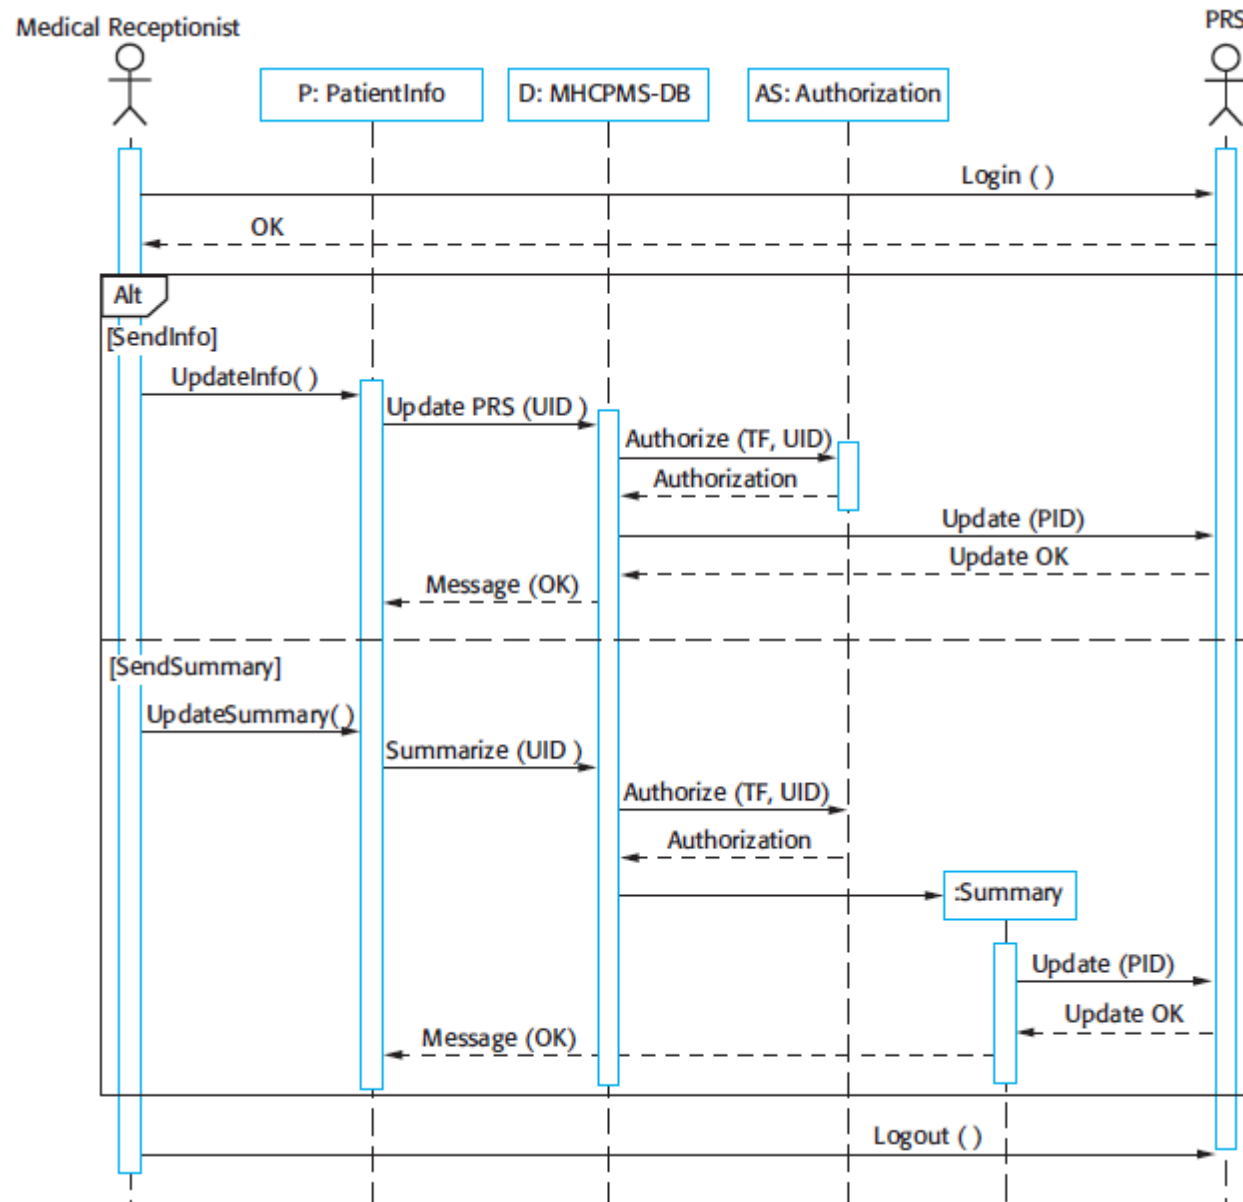 Medical Receptionist
PRS
P: PatientInfo
D: MHCPMS-DB
AS: Authorization
Login ( )
OK
Alt
[SendInfo]
UpdateInfo( )
Update PRS (UID )
Authorize (TF, UID)
Authorization
Update (PID)
Update OK
Message (OK)
[SendSummary]
UpdateSummary( )
Summarize (UID )
Authorize (TF, UID)
Authorization
:Summary
Update (PID)
Update OK
Message (OK)
Logout ( )